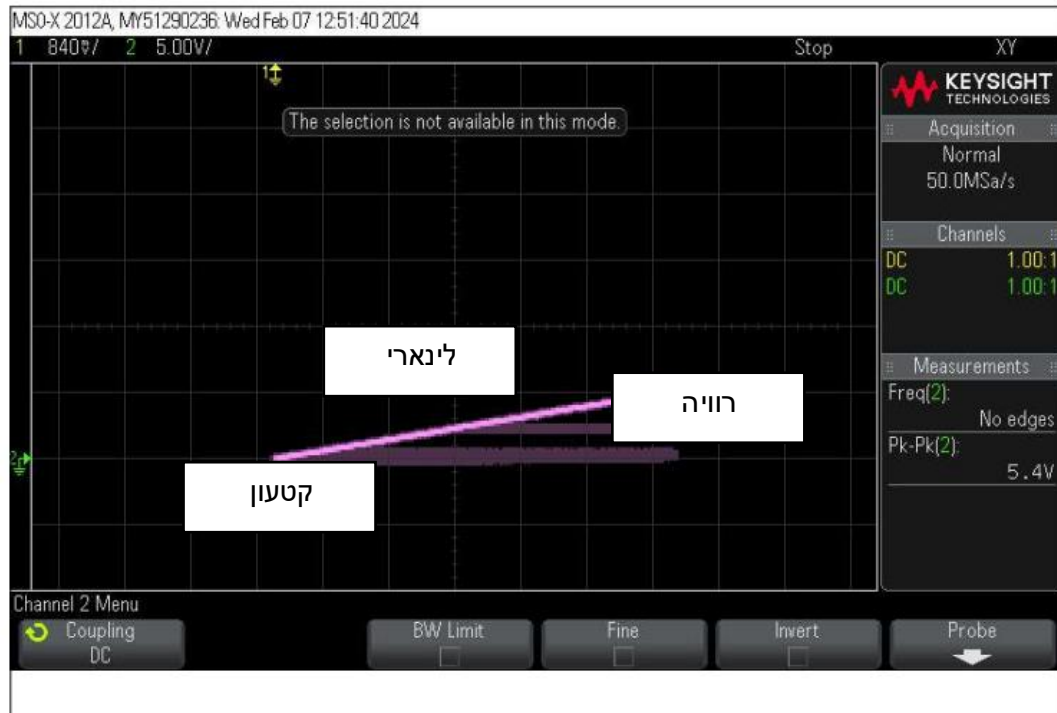 MSO-X 2012A, MY51290236: Wed Feb 07 12:51:40 2024
1 840mV/ 2 5.00V/ Stop XY
1
The selection is not available in this mode.
KEYSIGHT
TECHNOLOGIES
Acquisition
Normal
50.0MSa/s
Channels
DC 1.00:1
DC 1.00:1
לינארי
רוויה
קטעון
2
Measurements
Freq(2):
No edges
Pk-Pk(2):
5.4V
Channel 2 Menu
Coupling
DC
BW Limit
Fine
Invert
Probe